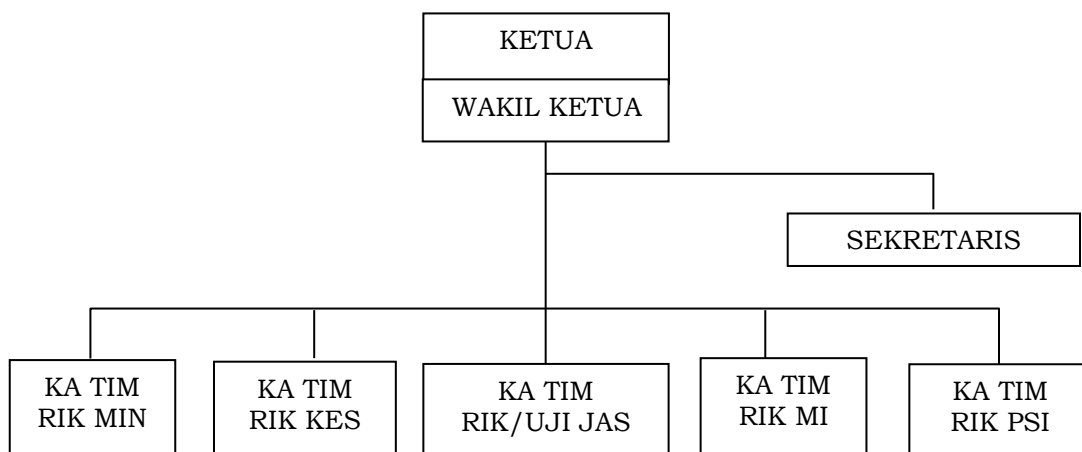 KETUA
WAKIL KETUA
SEKRETARIS
KA TIM
RIK MIN
KA TIM
RIK KES
KA TIM
RIK/UJI JAS
KA TIM
RIK MI
KA TIM
RIK PSI